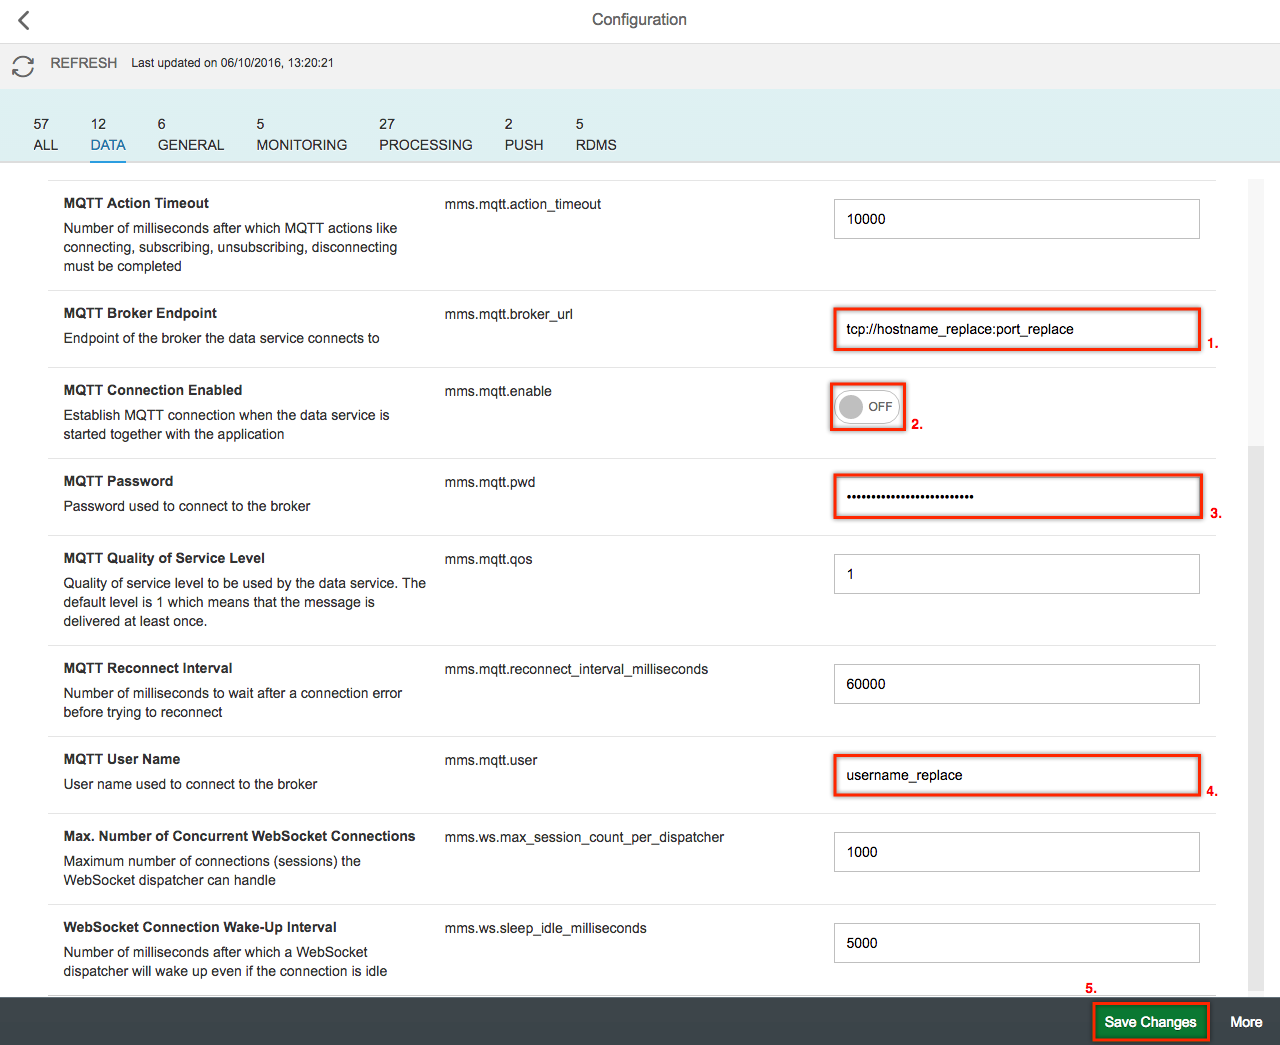 Configuration
REFRESH Last updated on 06/10/2016, 13:20:21
57 12 6 5 27 2 5
ALL DATA GENERAL MONITORING PROCESSING PUSH RDMS
MQTT Action Timeout mms.mqtt.action_timeout 10000
Number of milliseconds after which MQTT actions like
connecting, subscribing, unsubscribing, disconnecting
must be completed
MQTT Broker Endpoint mms.mqtt.broker_url tcp://hostname_replace:port_replace 1.
Endpoint of the broker the data service connects to
MQTT Connection Enabled mms.mqtt.enable OFF 2.
Establish MQTT connection when the data service is
started together with the application
MQTT Password mms.mqtt.pwd •••••••••••••••••••••••••• 3.
Password used to connect to the broker
MQTT Quality of Service Level mms.mqtt.qos 1
Quality of service level to be used by the data service. The
default level is 1 which means that the message is
delivered at least once.
MQTT Reconnect Interval mms.mqtt.reconnect_interval_milliseconds 60000
Number of milliseconds to wait after a connection error
before trying to reconnect
MQTT User Name mms.mqtt.user username_replace 4.
User name used to connect to the broker
Max. Number of Concurrent WebSocket Connections mms.ws.max_session_count_per_dispatcher 1000
Maximum number of connections (sessions) the
WebSocket dispatcher can handle
WebSocket Connection Wake-Up Interval mms.ws.sleep_idle_milliseconds 5000
Number of milliseconds after which a WebSocket
dispatcher will wake up even if the connection is idle
5.
Save Changes More